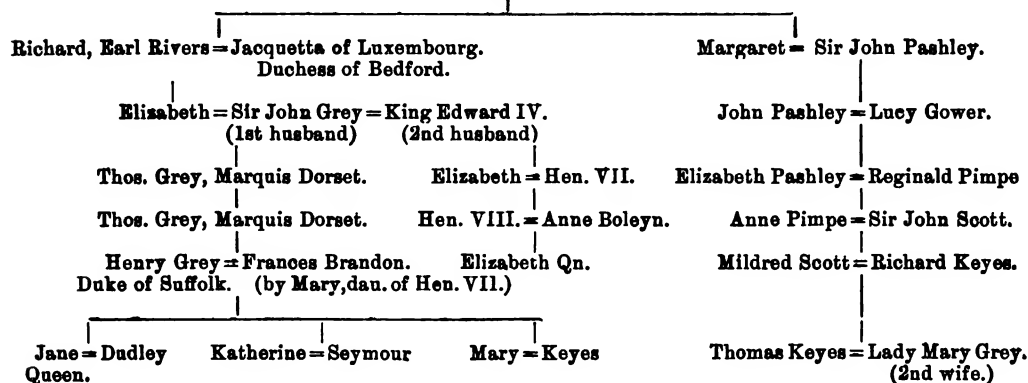 Richard, Earl Rivers=Jacquetta of Luxembourg. Margaret= Sir John Pashley.
Duchess of Bedford.
Elizabeth=Sir John Grey=King Edward IV. John Pashley=Lucy Gower.
(1st husband) (2nd husband)
Thos. Grey, Marquis Dorset. Elizabeth=Hen. VII. Elizabeth Pashley=Reginald Pimpe
Thos. Grey, Marquis Dorset. Hen. VIII.=Anne Boleyn. Anne Pimpe=Sir John Scott.
Henry Grey=Frances Brandon. Elizabeth Qn. Mildred Scott=Richard Keyes.
Duke of Suffolk. (by Mary,dau. of Hen. VII.)
Jane=Dudley Katherine=Seymour Mary=Keyes Thomas Keyes=Lady Mary Grey.
Queen. (2nd wife.)